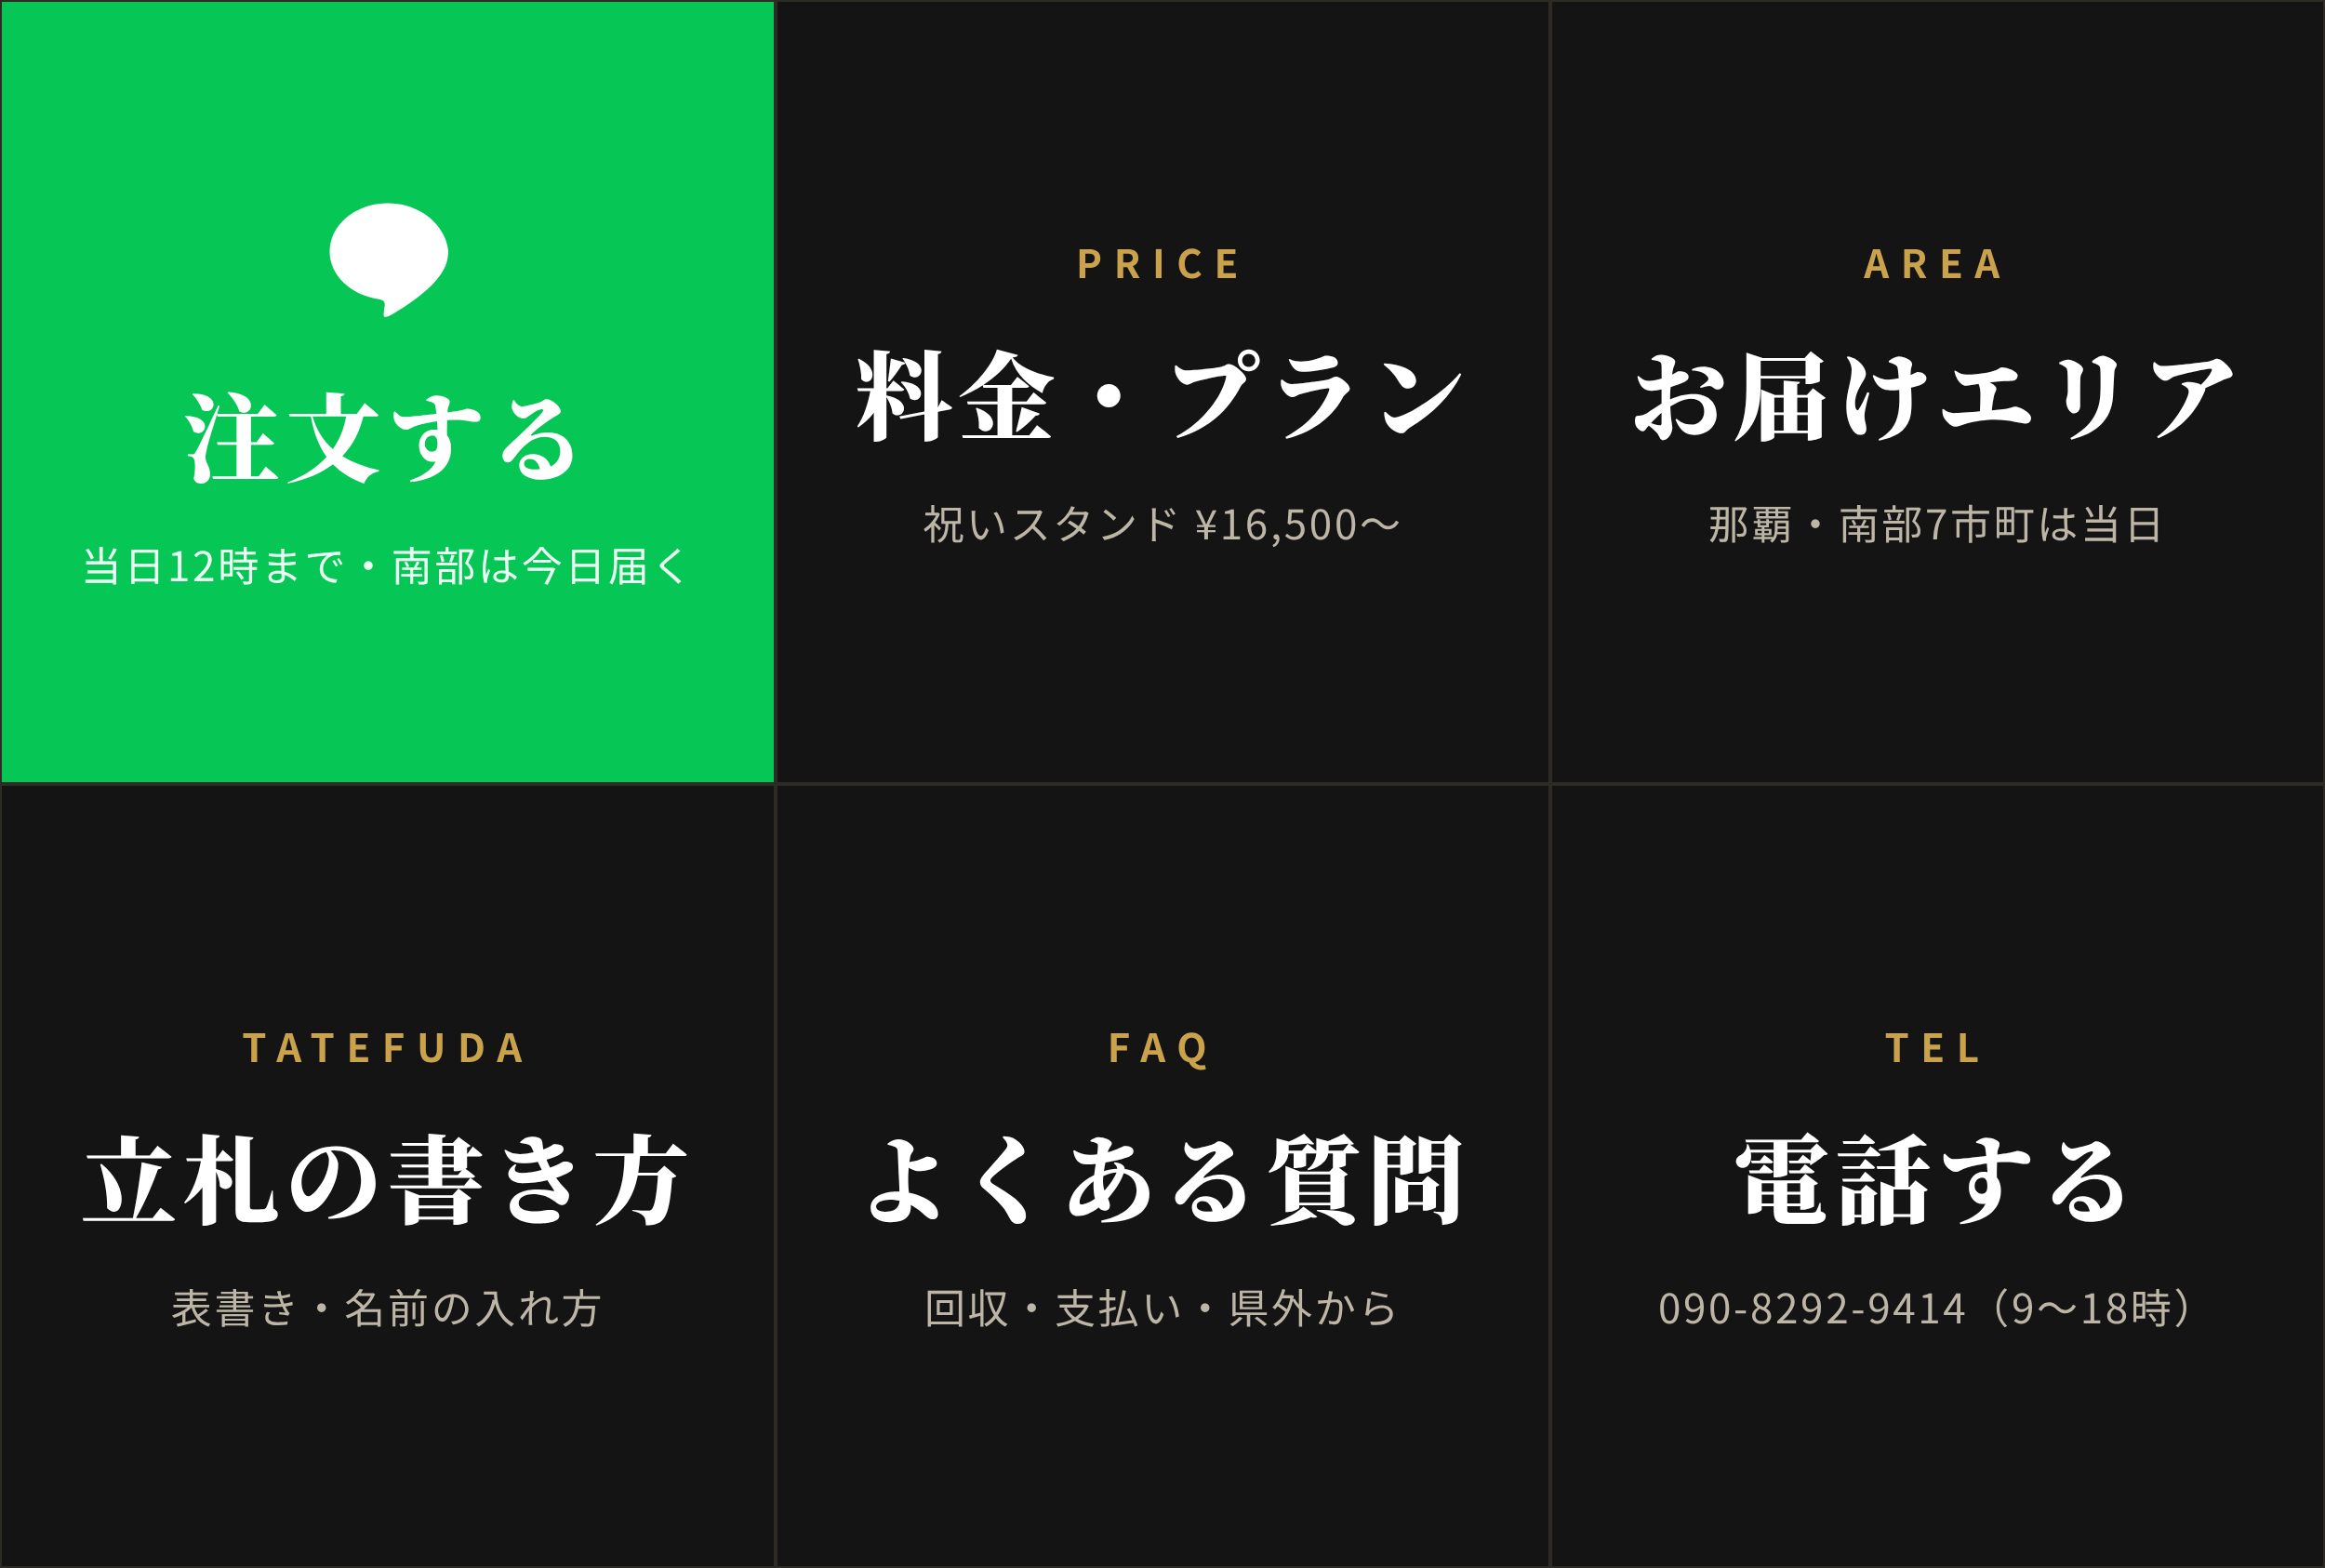 注文する
当日12時まで・南部は今日届く
PRICE
料金・プラン
祝いスタンド ¥16,500〜
AREA
お届けエリア
那覇・南部7市町は当日
TATEFUDA
立札の書き方
表書き・名前の入れ方
FAQ
よくある質問
回収・支払い・県外から
TEL
電話する
090-8292-9414（9〜18時）